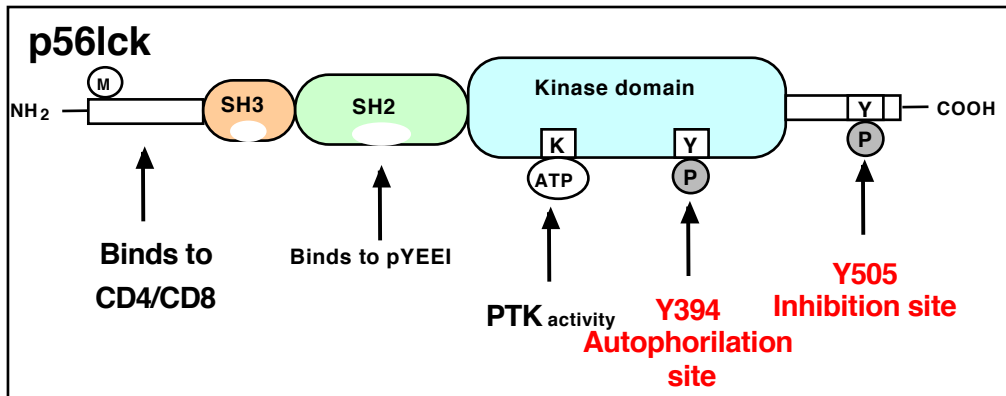 p56lck
M
NH2
SH3
SH2
Kinase domain
K
ATP
Y
P
Y
P
COOH
Binds to
CD4/CD8
Binds to pYEEI
PTK activity
Y394
Autophorilation
site
Y505
Inhibition site